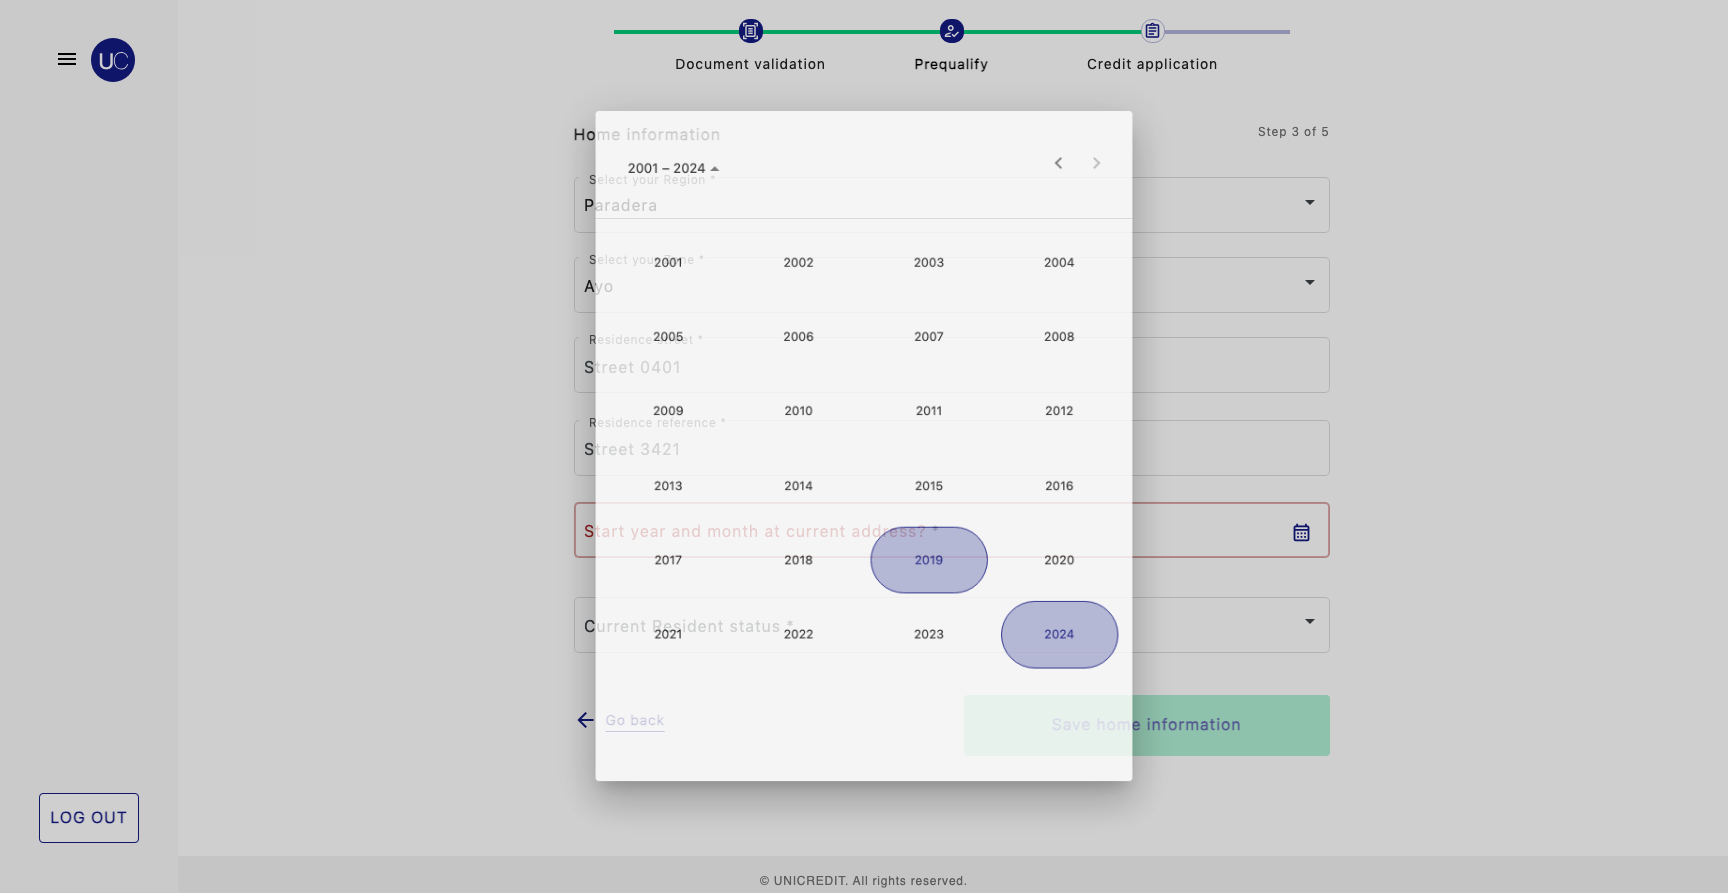 UC
Document validation
Prequalify
Credit application
Home information
Step 3 of 5
2001 – 2024
Select your Region *
Paradera
Select your Zone *
Ayo
2001 2002 2003 2004
Residence street *
Street 0401
2005 2006 2007 2008
Residence reference *
Street 3421
2009 2010 2011 2012
2013 2014 2015 2016
Start year and month at current address? *
2017 2018 2019 2020
Current Resident status *
2021 2022 2023 2024
Go back
Save home information
LOG OUT
© UNICREDIT. All rights reserved.